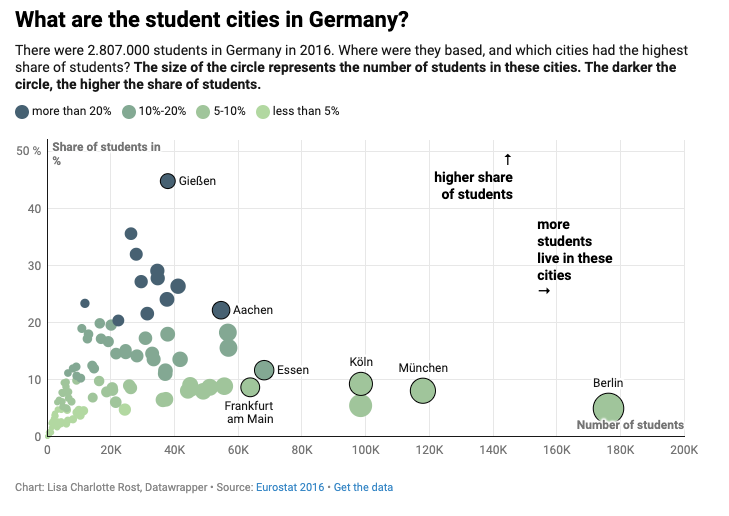 What are the student cities in Germany?
There were 2.807.000 students in Germany in 2016. Where were they based, and which cities had the highest
share of students? The size of the circle represents the number of students in these cities. The darker the
circle, the higher the share of students.
more than 20% 10%-20% 5-10% less than 5%
50 %
Share of students in
%
↑
higher share
of students
Gießen
40
more
students
live in these
cities
→
30
20
Aachen
Essen
Köln
München
Berlin
10
Frankfurt
am Main
Number of students
0
0 20K 40K 60K 80K 100K 120K 140K 160K 180K 200K
Chart: Lisa Charlotte Rost, Datawrapper • Source: Eurostat 2016 • Get the data